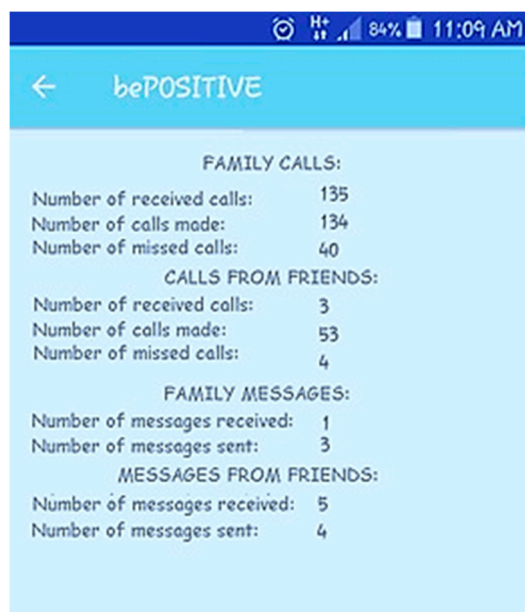 H+ 84% 11:09 AM
bePOSITIVE
FAMILY CALLS:
Number of received calls: 135
Number of calls made: 134
Number of missed calls: 40
CALLS FROM FRIENDS:
Number of received calls: 3
Number of calls made: 53
Number of missed calls: 4
FAMILY MESSAGES:
Number of messages received: 1
Number of messages sent: 3
MESSAGES FROM FRIENDS:
Number of messages received: 5
Number of messages sent: 4